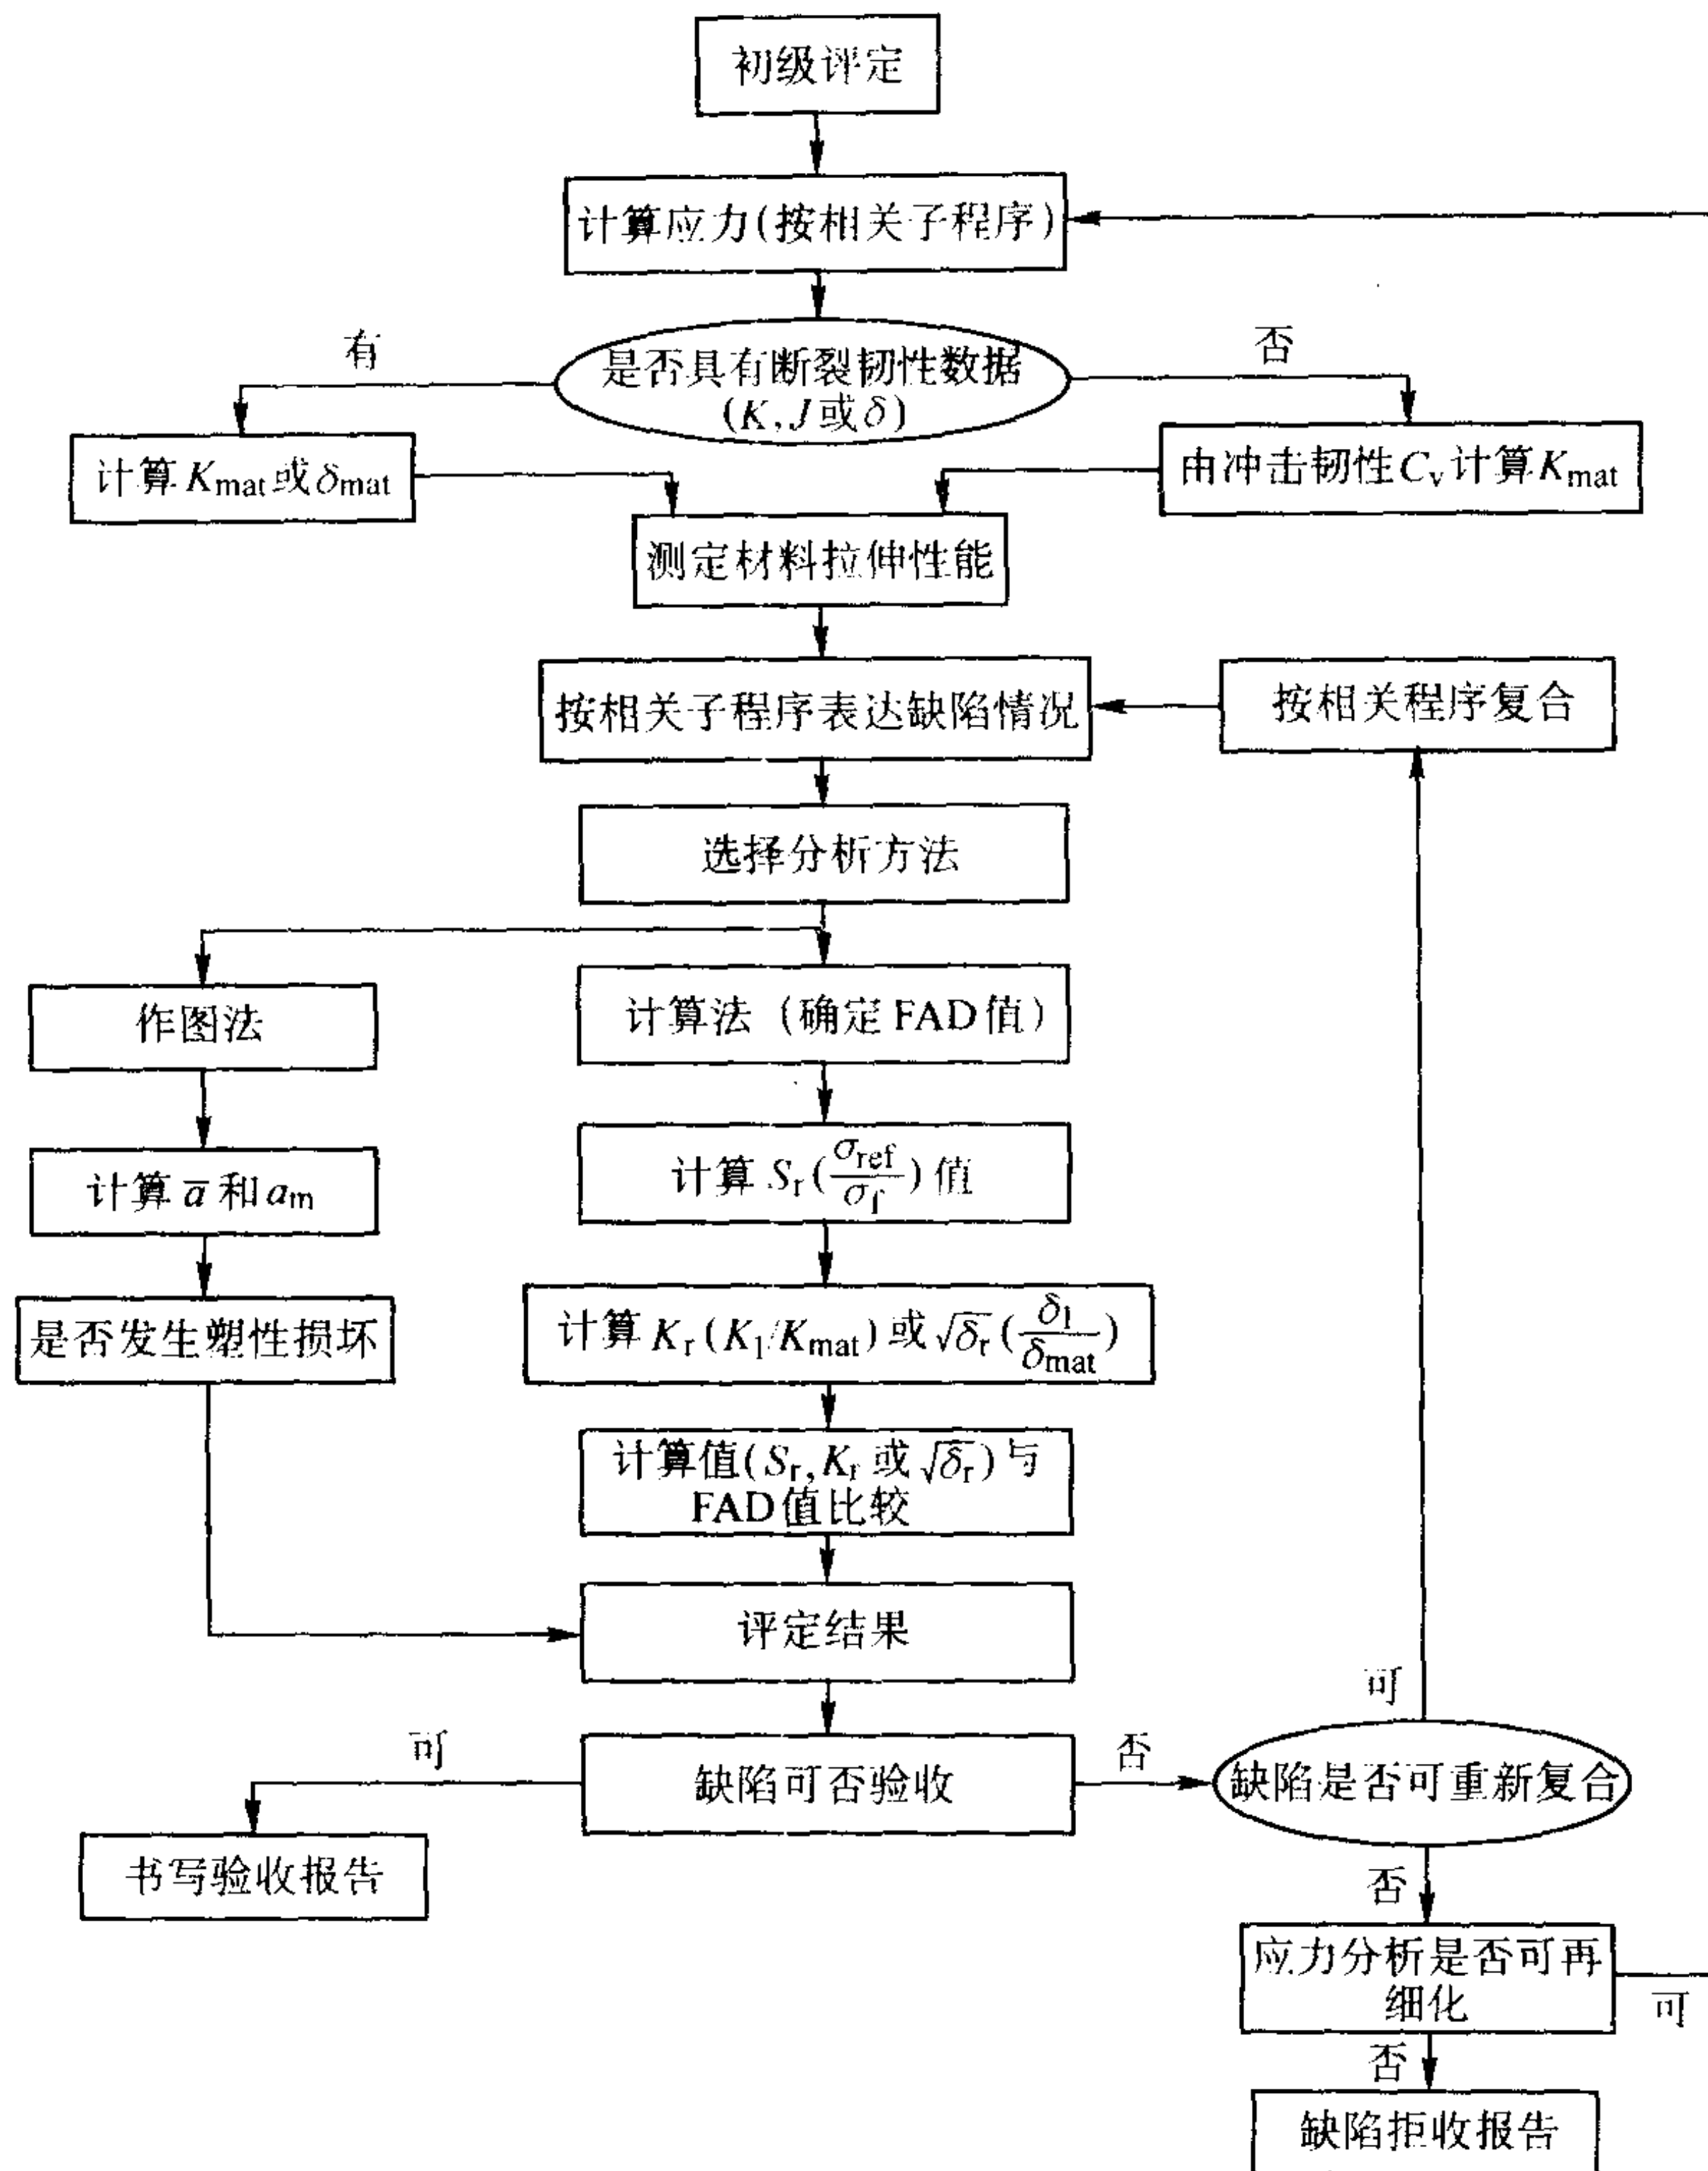 初级评定
计算应力(按相关子程序)
有
是否具有断裂韧性数据
(K,J或δ)
否
计算Kmat或δmat
由冲击韧性Cv计算Kmat
测定材料拉伸性能
按相关子程序表达缺陷情况
按相关程序复合
选择分析方法
作图法
计算法（确定FAD值）
计算ā和am
计算Sr(σref/σf)值
是否发生塑性损坏
计算Kr(K1/Kmat)或√δr(δ1/δmat)
计算值(Sr,Kr或√δr)与
FAD值比较
评定结果
可
可
缺陷可否验收
否
缺陷是否可重新复合
书写验收报告
否
应力分析是否可再
细化
可
否
缺陷拒收报告